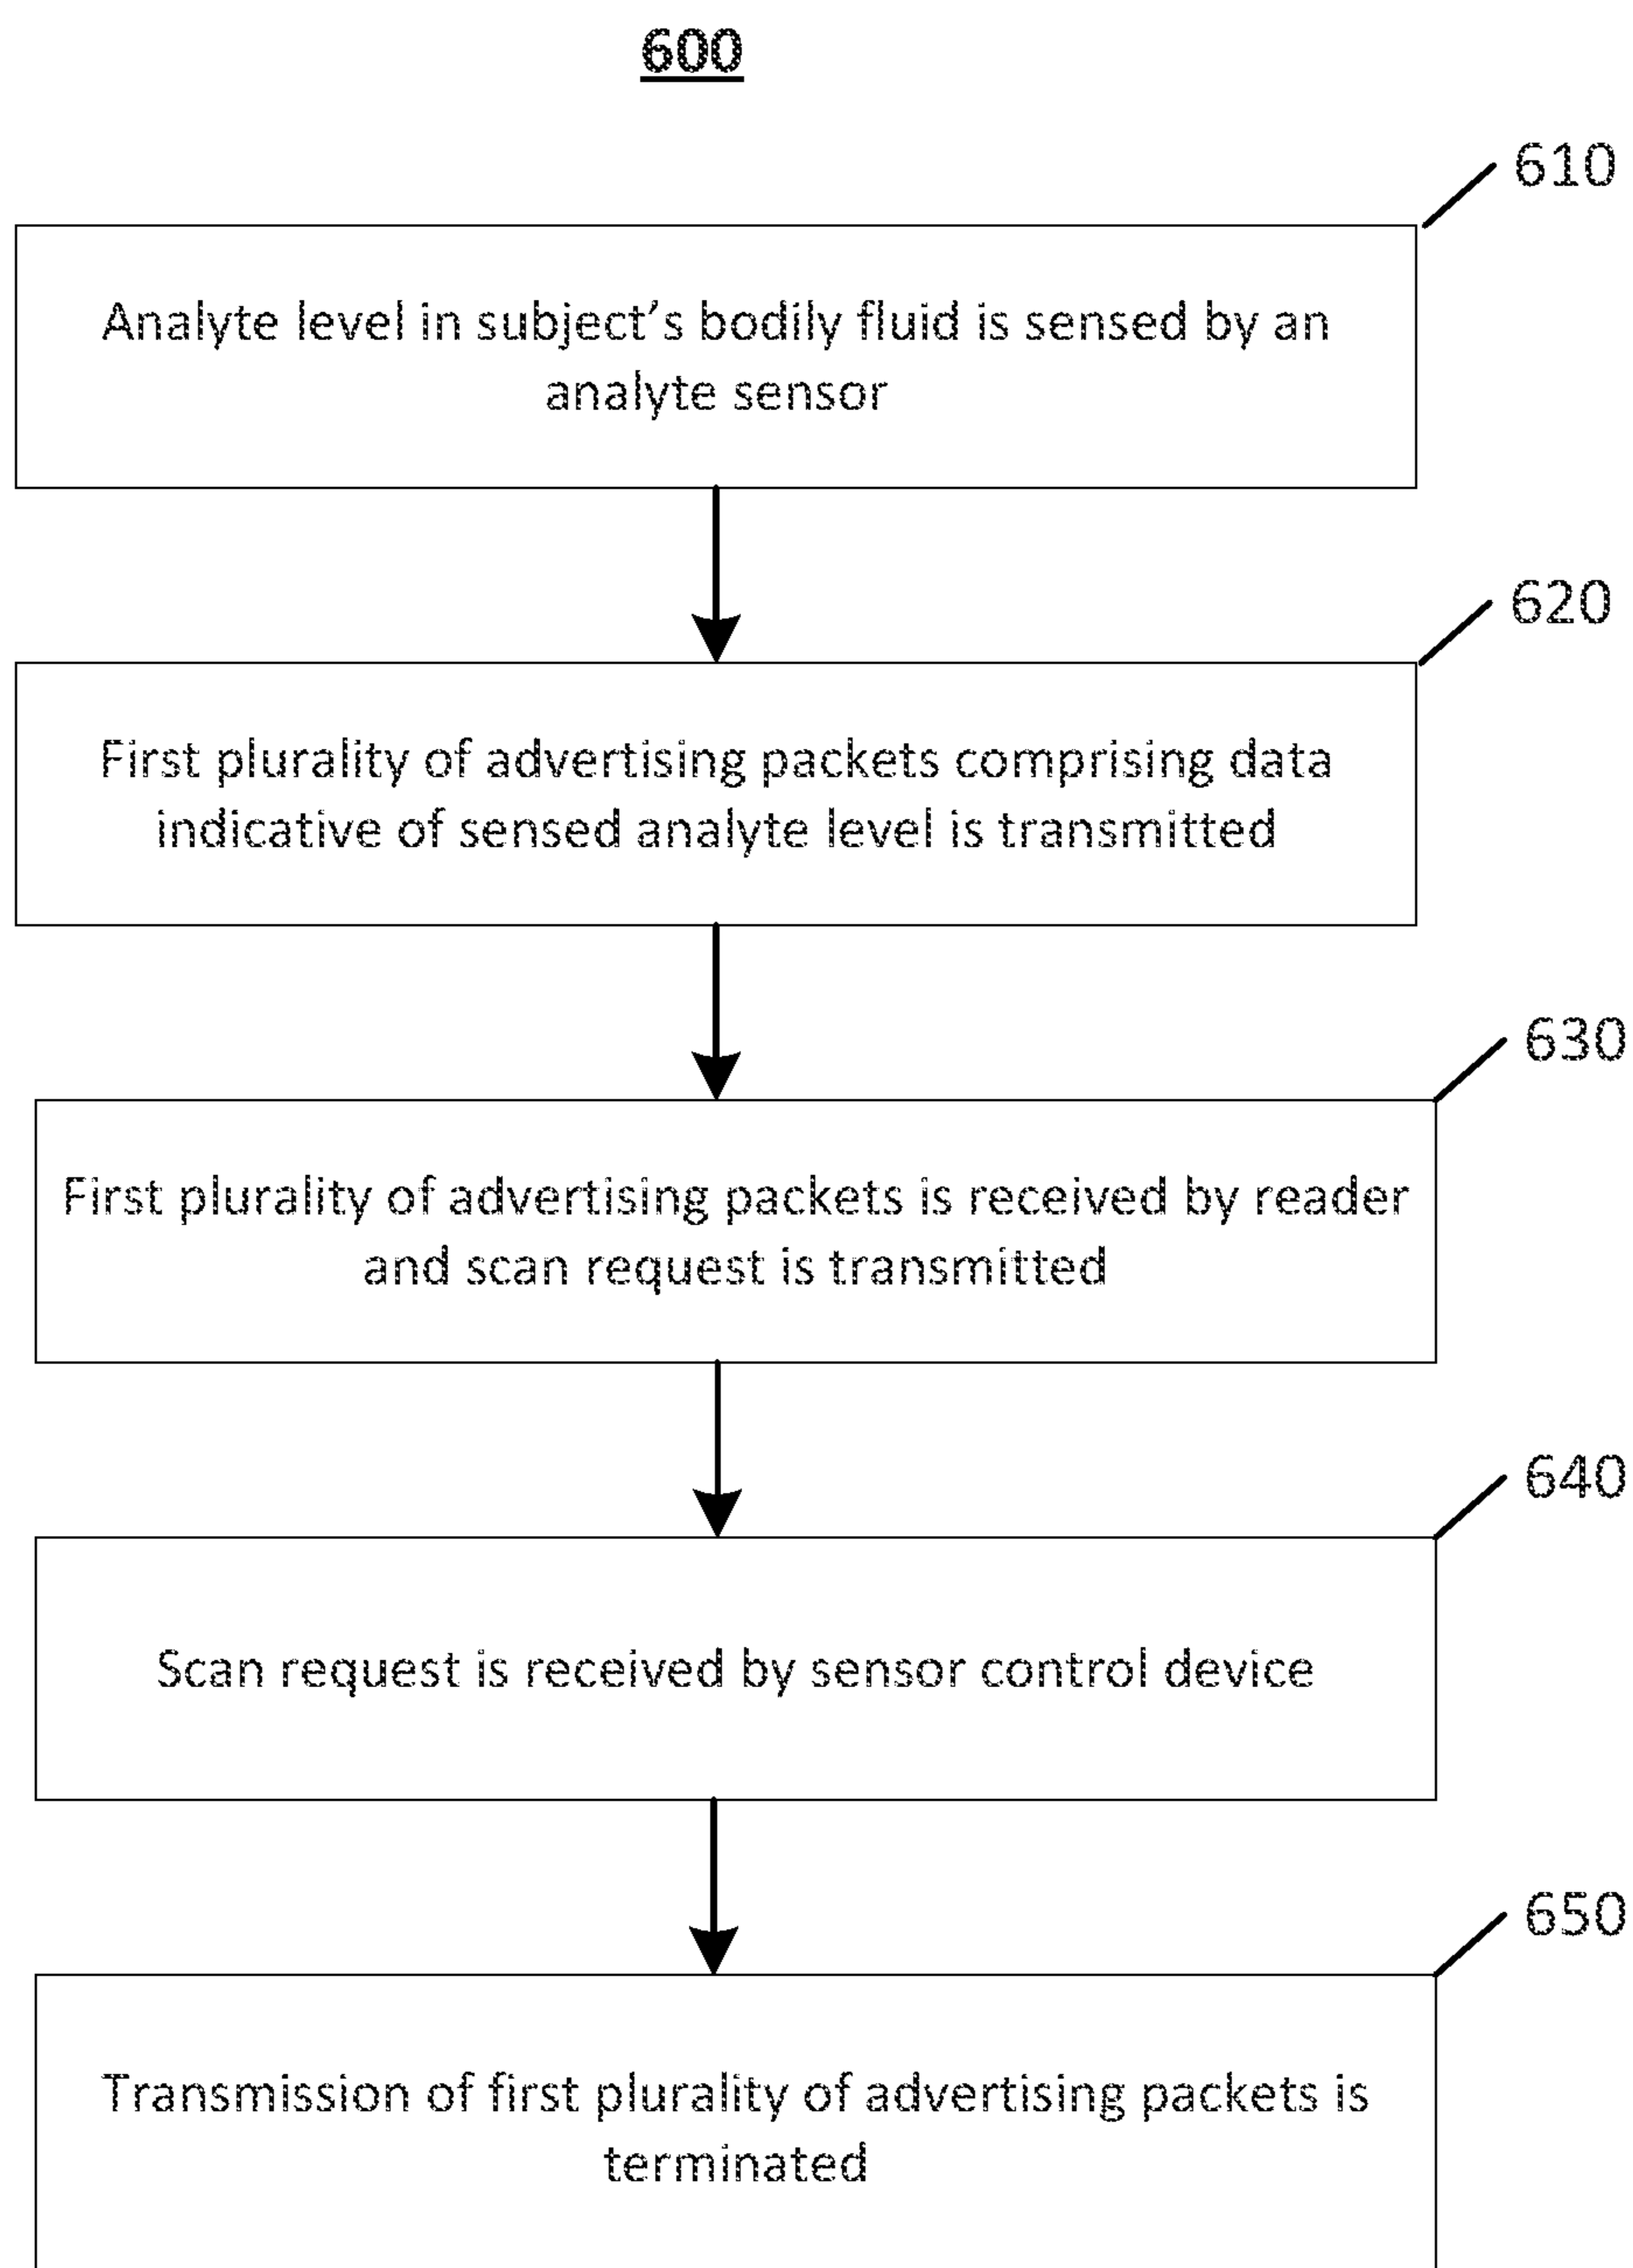 600
610
Analyte level in subject's bodily fluid is sensed by an
analyte sensor
620
First plurality of advertising packets comprising data
indicative of sensed analyte level is transmitted
630
First plurality of advertising packets is received by reader
and scan request is transmitted
640
Scan request is received by sensor control device
650
Transmission of first plurality of advertising packets is
terminated